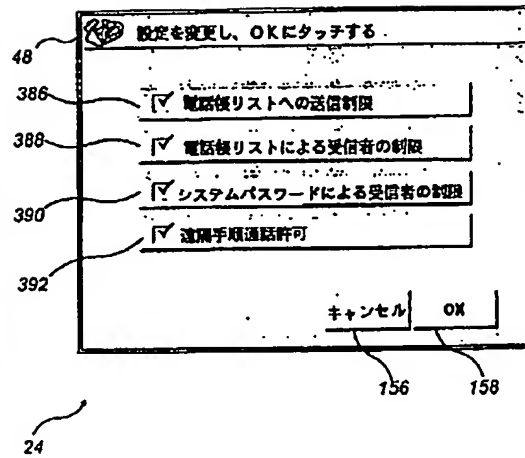 設定を変更し、OKにタッチする
48
386
電話帳リストへの送信制限
388
電話帳リストによる受信者の制限
390
システムパスワードによる受信者の制限
392
遠隔手順通話許可
キャンセル OK
156 158
24